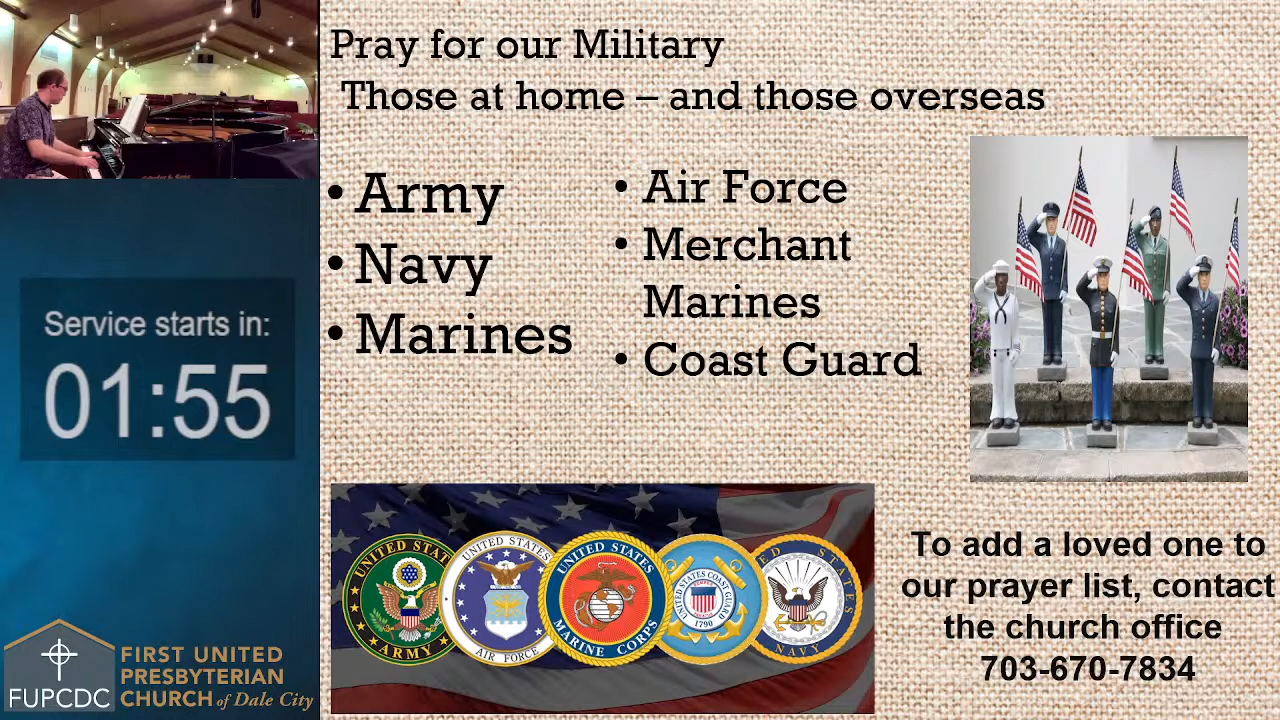 Pray for our Military
Those at home – and those overseas
• Army
• Navy
• Marines
• Air Force
• Merchant
Marines
• Coast Guard
Service starts in:
01:55
UNITED STAT
ARMY
UNITED STATES
AIR FORCE
UNITED STATES
MARINE CORPS
UNITED STATES COAST GUARD
1790
ED STATES
NAVY
To add a loved one to
our prayer list, contact
the church office
703-670-7834
FUPCDC
FIRST UNITED
PRESBYTERIAN
CHURCH of Dale City